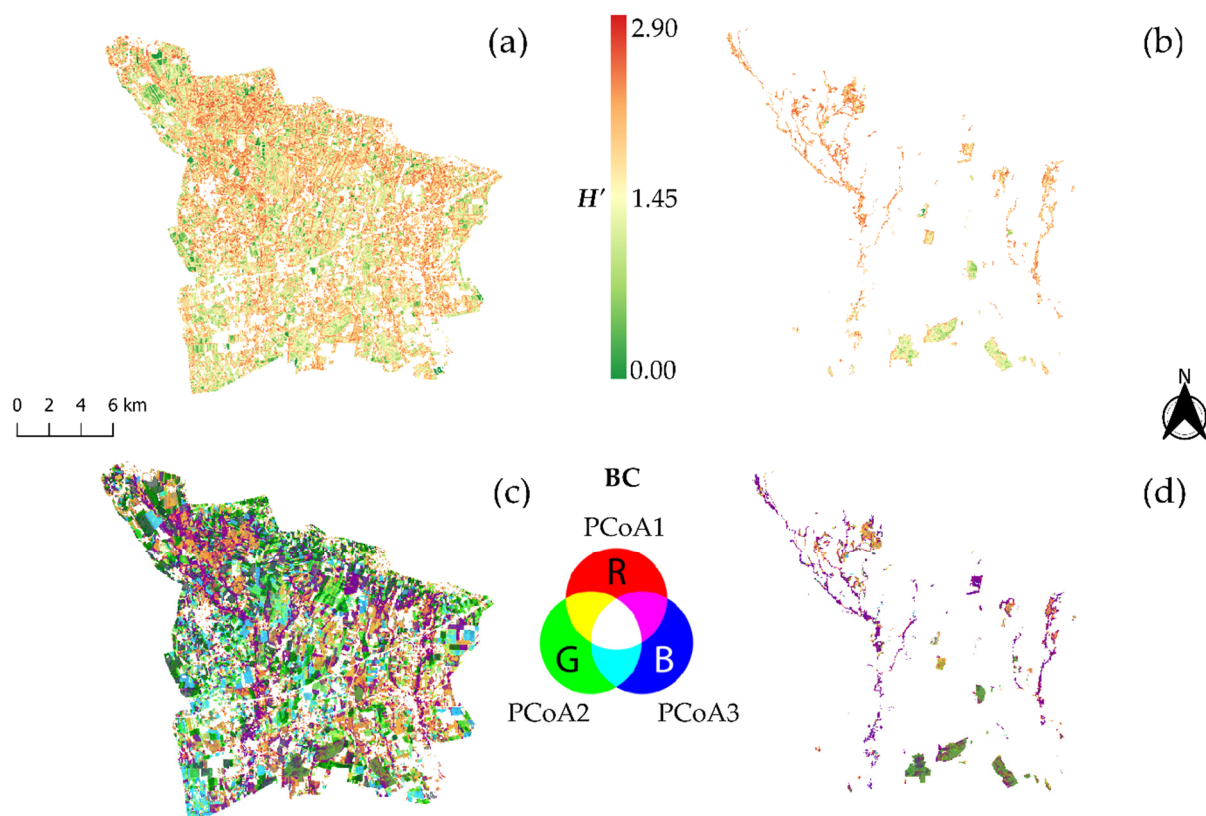 (a)
2.90
(b)
H′ 1.45
0.00
N
0 2 4 6 km
(c)
BC
(d)
PCoA1
R
G B
PCoA2 PCoA3